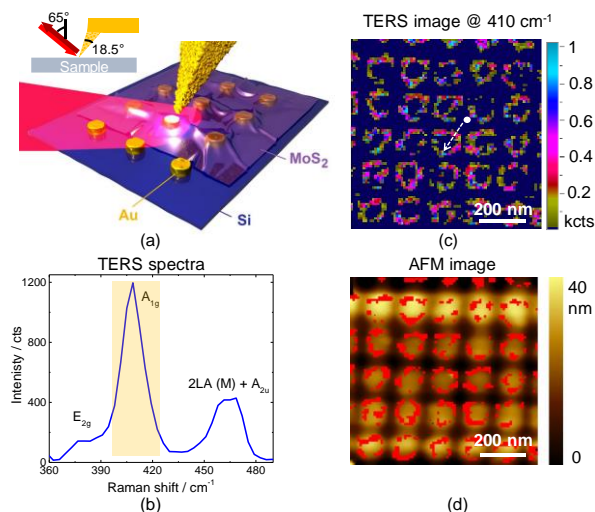 65°
18.5°
Sample
MoS₂
Au
Si
(a)
TERS spectra
Intenisty / cts
1200
800
400
0
A₁g
E₂g
2LA (M) + A₂u
360
390
420
450
480
Raman shift / cm⁻¹
(b)
TERS image @ 410 cm⁻¹
1
0.8
0.6
0.4
0.2
kcts
200 nm
(c)
AFM image
40
nm
0
200 nm
(d)